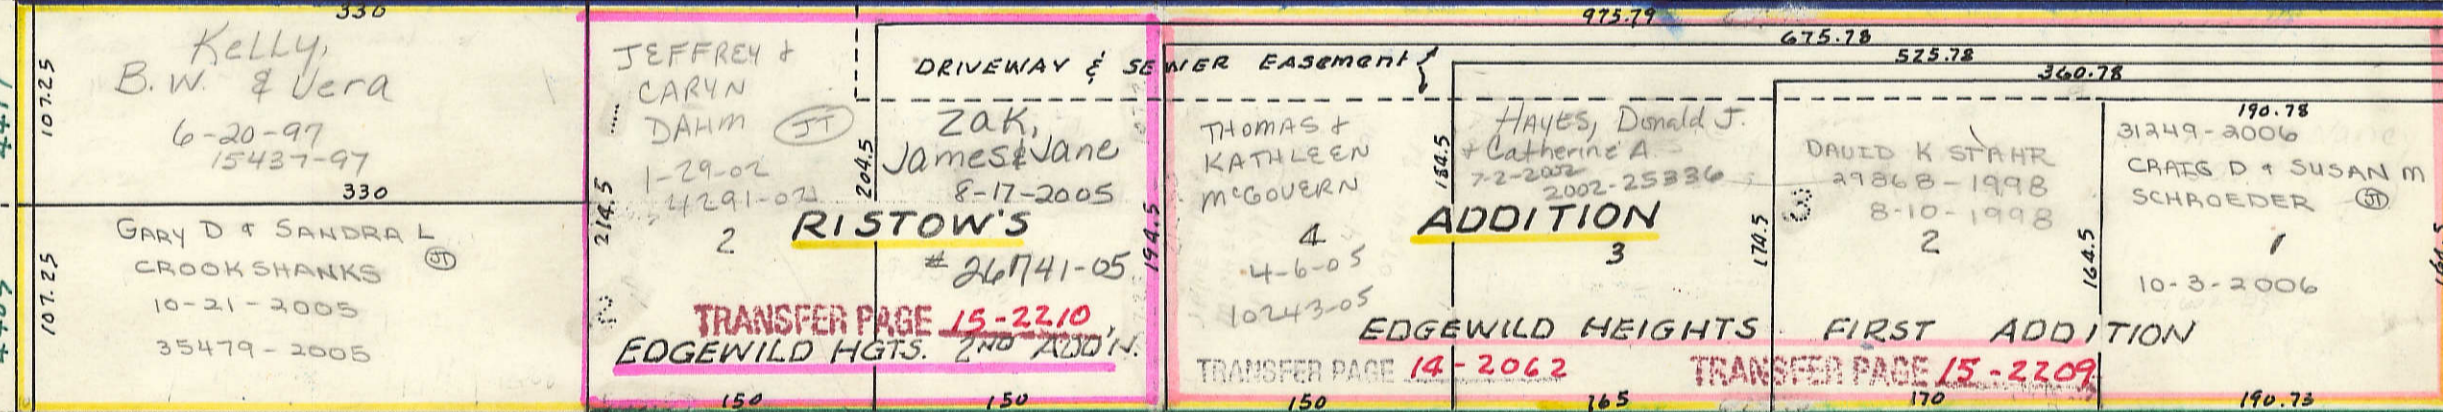 330
975.79
675.78
525.78
360.78
190.78
DRIVEWAY & SEWER EASEMENT
107.25
KELLY,
B.W. & Vera
6-20-97
15437-97
330
107.25
GARY D & SANDRA L
CROOKSHANKS
JT
10-21-2005
35479-2005
JEFFREY &
CARYN
DAHM
JT
1-29-02
4291-02
214.5
2
204.5
Zak,
James & Jane
8-17-2005
# 26741-05
194.5
RISTOW'S ADDITION
TRANSFER PAGE 15-2210,
EDGEWILD HGTS. 2ND ADD'N.
THOMAS &
KATHLEEN
McGOVERN
4
4-6-05
10243-05
184.5
HAYES, Donald J.
& Catherine A.
7-2-2002
2002-25336
3
174.5
DAVID K STAHR
29868-1998
8-10-1998
2
164.5
31249-2006
CRAIG D & SUSAN M
SCHROEDER
JT
1
10-3-2006
EDGEWILD HEIGHTS FIRST ADDITION
TRANSFER PAGE 14-2062
TRANSFER PAGE 15-2209
150
150
150
165
170
190.73